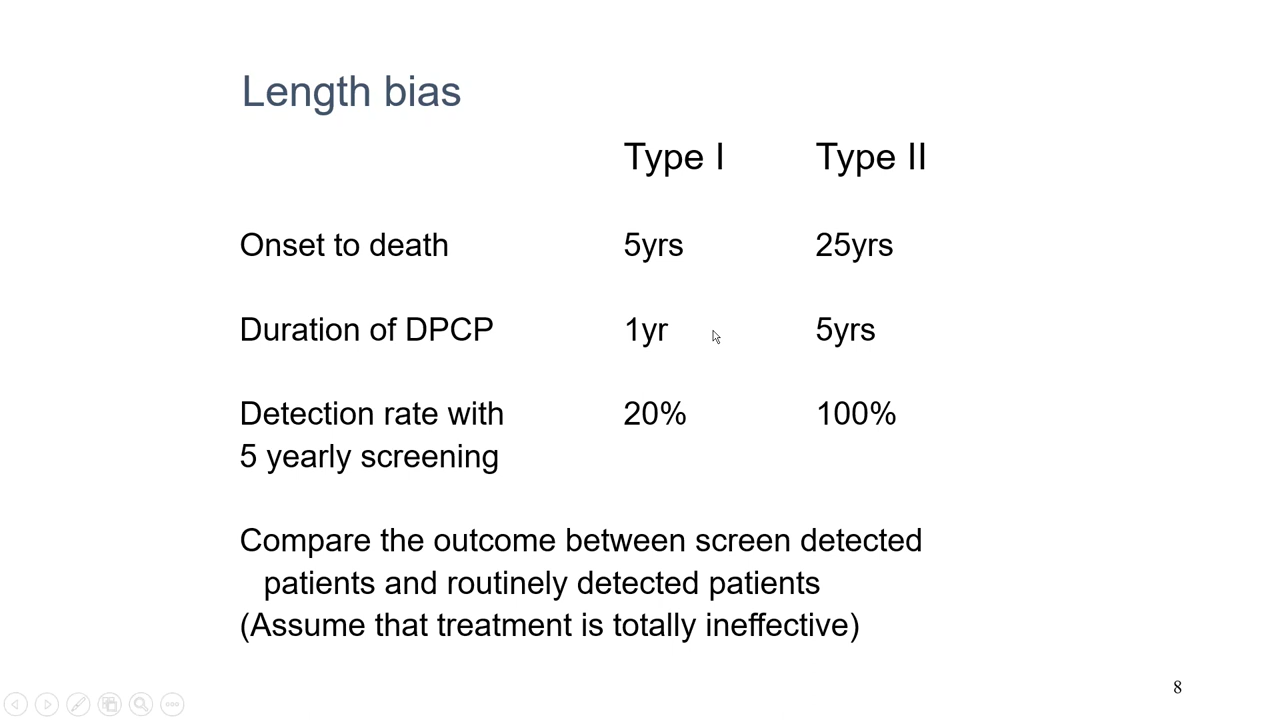 Length bias
Type I Type II
Onset to death 5yrs 25yrs
Duration of DPCP 1yr 5yrs
Detection rate with 20% 100%
5 yearly screening
Compare the outcome between screen detected
patients and routinely detected patients
(Assume that treatment is totally ineffective)
8